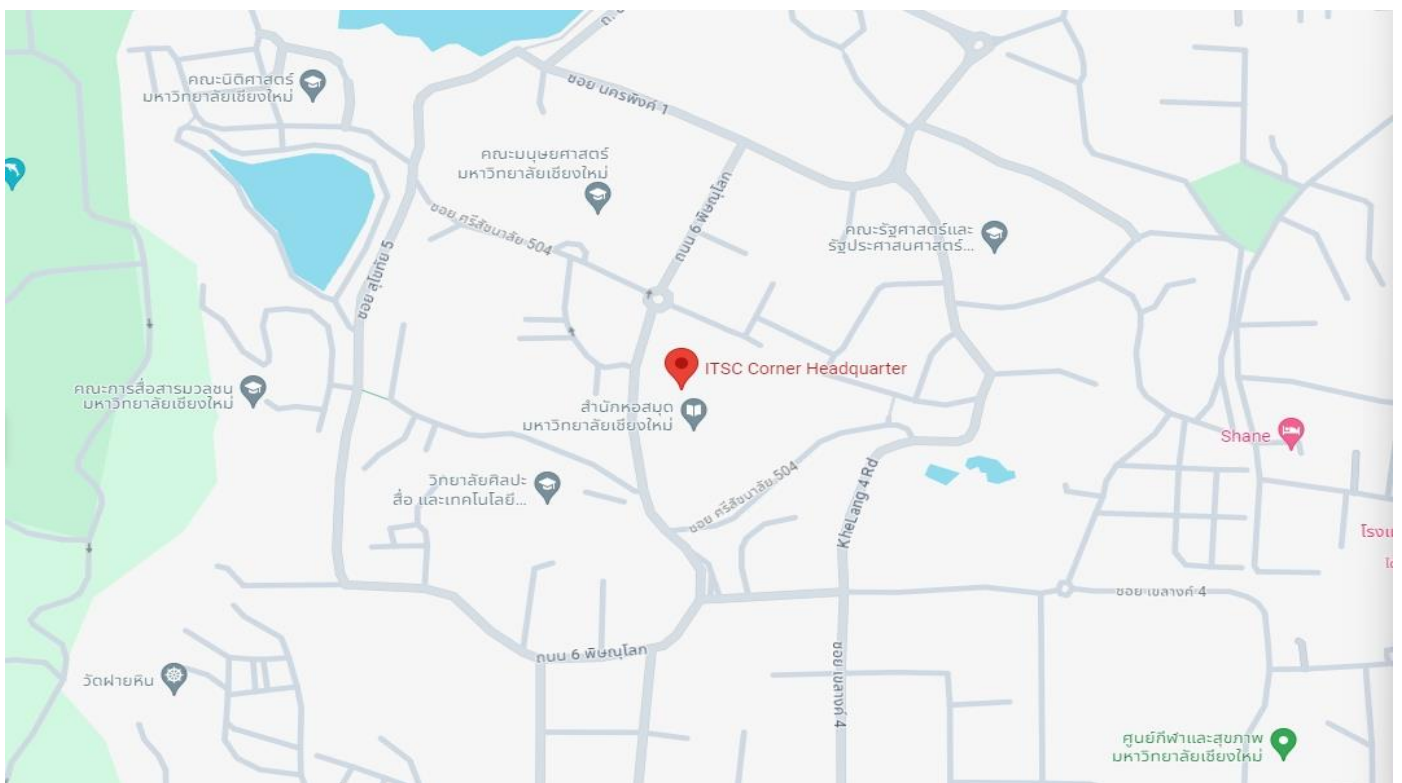 คณะนิติศาสตร์
มหาวิทยาลัยเชียงใหม่
ซอย นครพิงค์ 1
คณะมนุษยศาสตร์
มหาวิทยาลัยเชียงใหม่
ซอย ศรีสัชนาลัย 504
ถนน 6 พิษณุโลก
คณะรัฐศาสตร์และ
รัฐประศาสนศาสตร์...
ซอย สุโขทัย 5
ITSC Corner Headquarter
คณะการสื่อสารมวลชน
มหาวิทยาลัยเชียงใหม่
สำนักหอสมุด
มหาวิทยาลัยเชียงใหม่
Shane
วิทยาลัยศิลปะ
สื่อ และเทคโนโลยี...
ซอย ศรีสัชนาลัย 504
KheLang 4 Rd
ซอย เขลางค์ 4
ถนน 6 พิษณุโลก
ซอย เขลางค์ 4
วัดฝายหิน
ศูนย์กีฬาและสุขภาพ
มหาวิทยาลัยเชียงใหม่